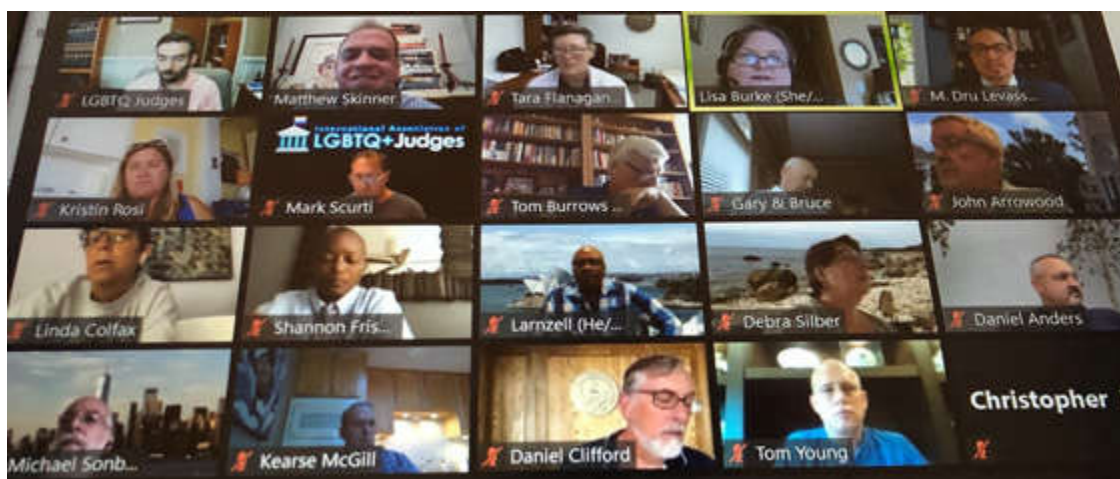 LGBTQ Judges
Matthew Skinner
Tara Flanagan
Lisa Burke (She/...
M. Dru Levass...
Kristin Rosi
International Association of
LGBTQ+Judges
Mark Scurti
Tom Burrows ...
Gary & Bruce
John Arrowood
Linda Colfax
Shannon Fris...
Larnzell (He/...
Debra Silber
Daniel Anders
Michael Sonb...
Kearse McGill
Daniel Clifford
Tom Young
Christopher